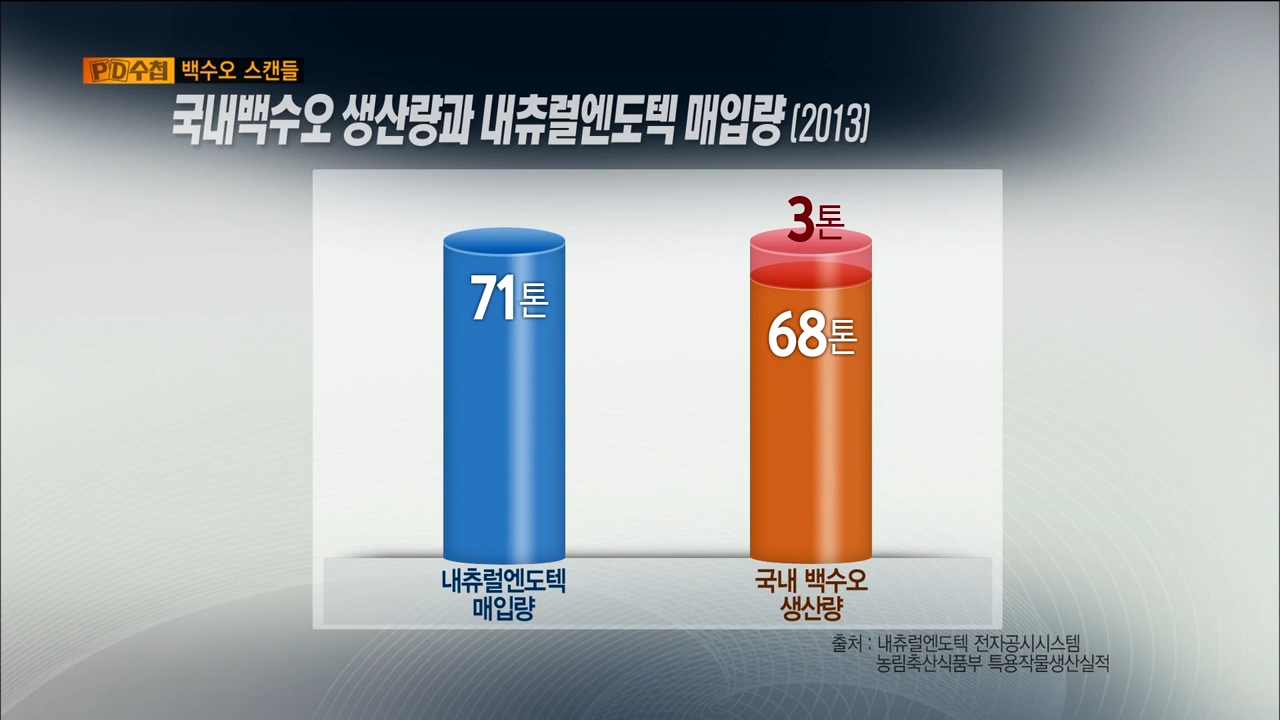 PD수첩 백수오 스캔들
국내백수오 생산량과 내츄럴엔도텍 매입량 (2013)
3톤
71톤
68톤
내츄럴엔도텍
매입량
국내 백수오
생산량
출처 : 내츄럴엔도텍 전자공시시스템
농림축산식품부 특용작물생산실적